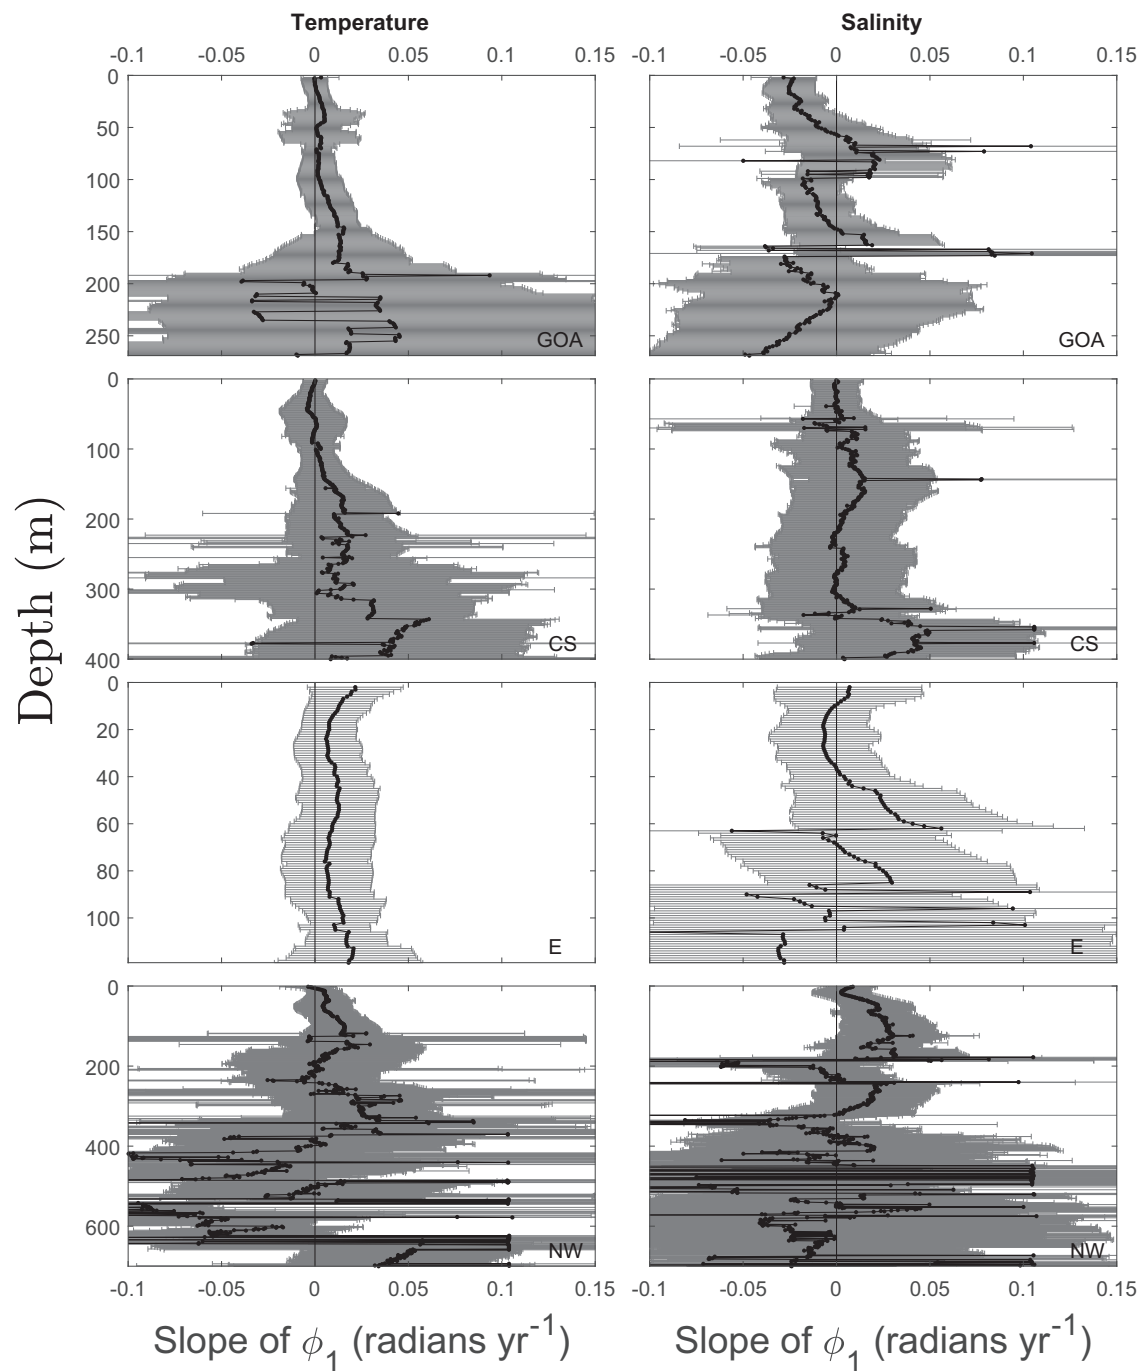 Temperature Salinity
-0.1 -0.05 0 0.05 0.1 0.15 -0.1 -0.05 0 0.05 0.1 0.15
0
50
100
150
200
250
GOA GOA
0
100
200
300
400
CS CS
Depth (m)
0
20
40
60
80
100
E E
0
200
400
600
NW NW
-0.1 -0.05 0 0.05 0.1 0.15 -0.1 -0.05 0 0.05 0.1 0.15
Slope of ϕ₁ (radians yr⁻¹) Slope of ϕ₁ (radians yr⁻¹)